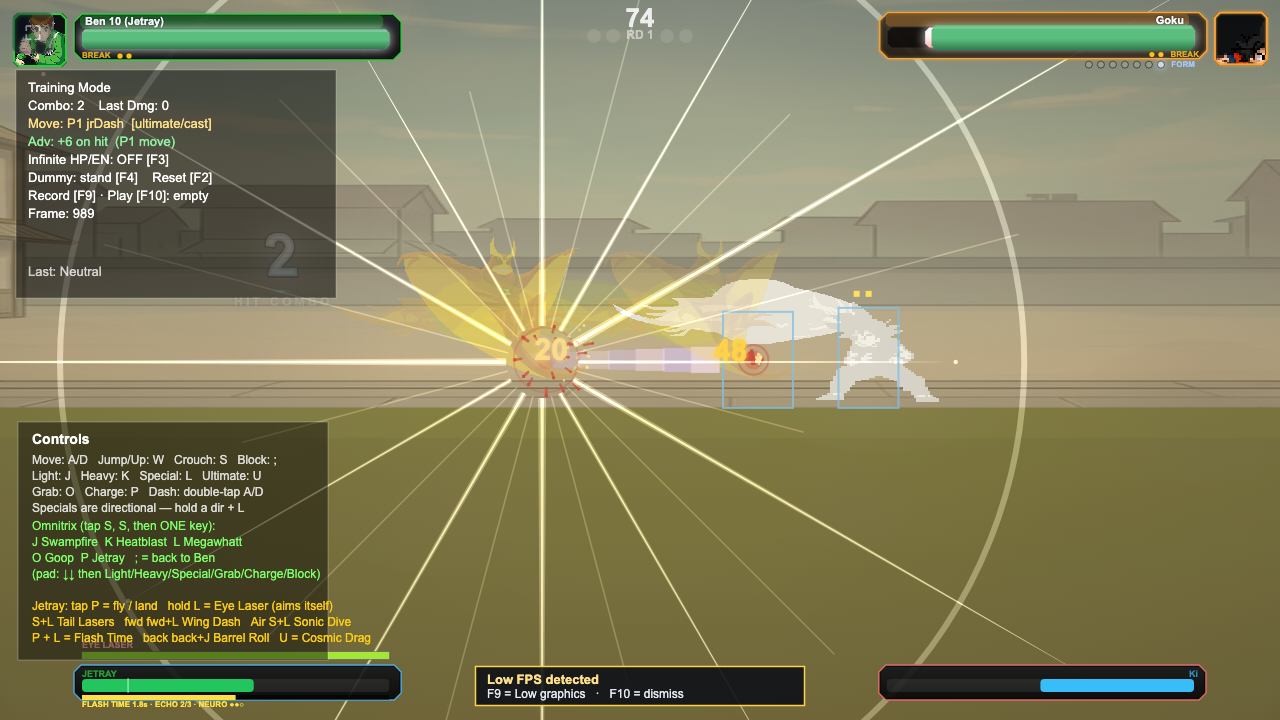 Ben 10 (Jetray)
BREAK
74
RD 1
Goku
BREAK
FORM
Training Mode
Combo: 2    Last Dmg: 0
Move: P1 jrDash  [ultimate/cast]
Adv: +6 on hit  (P1 move)
Infinite HP/EN: OFF [F3]
Dummy: stand [F4]    Reset [F2]
Record [F9] · Play [F10]: empty
Frame: 989
Last: Neutral
2
HIT COMBO
20
48
Controls
Move: A/D   Jump/Up: W   Crouch: S   Block: ;
Light: J   Heavy: K   Special: L   Ultimate: U
Grab: O   Charge: P   Dash: double-tap A/D
Specials are directional — hold a dir + L
Omnitrix (tap S, S, then ONE key):
J Swampfire   K Heatblast   L Megawhatt
O Goop   P Jetray   ; = back to Ben
(pad: ↓↓ then Light/Heavy/Special/Grab/Charge/Block)
Jetray: tap P = fly / land   hold L = Eye Laser (aims itself)
S+L Tail Lasers   fwd fwd+L Wing Dash   Air S+L Sonic Dive
P + L = Flash Time   back back+J Barrel Roll   U = Cosmic Drag
EYE LASER
JETRAY
FLASH TIME 1.8s · ECHO 2/3 · NEURO ●●○
Low FPS detected
F9 = Low graphics   ·   F10 = dismiss
Ki